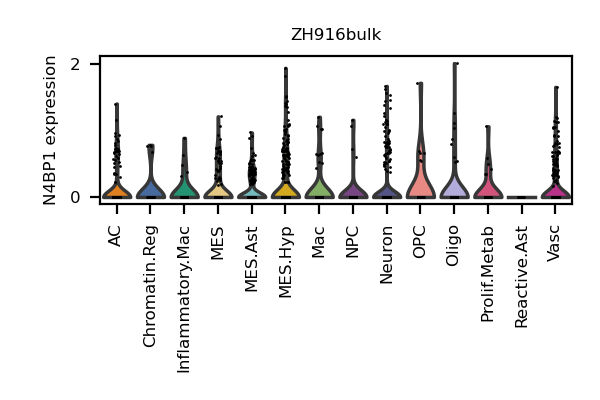 ZH916bulk
N4BP1 expression
2
0
AC
Chromatin.Reg
Inflammatory.Mac
MES
MES.Ast
MES.Hyp
Mac
NPC
Neuron
OPC
Oligo
Prolif.Metab
Reactive.Ast
Vasc